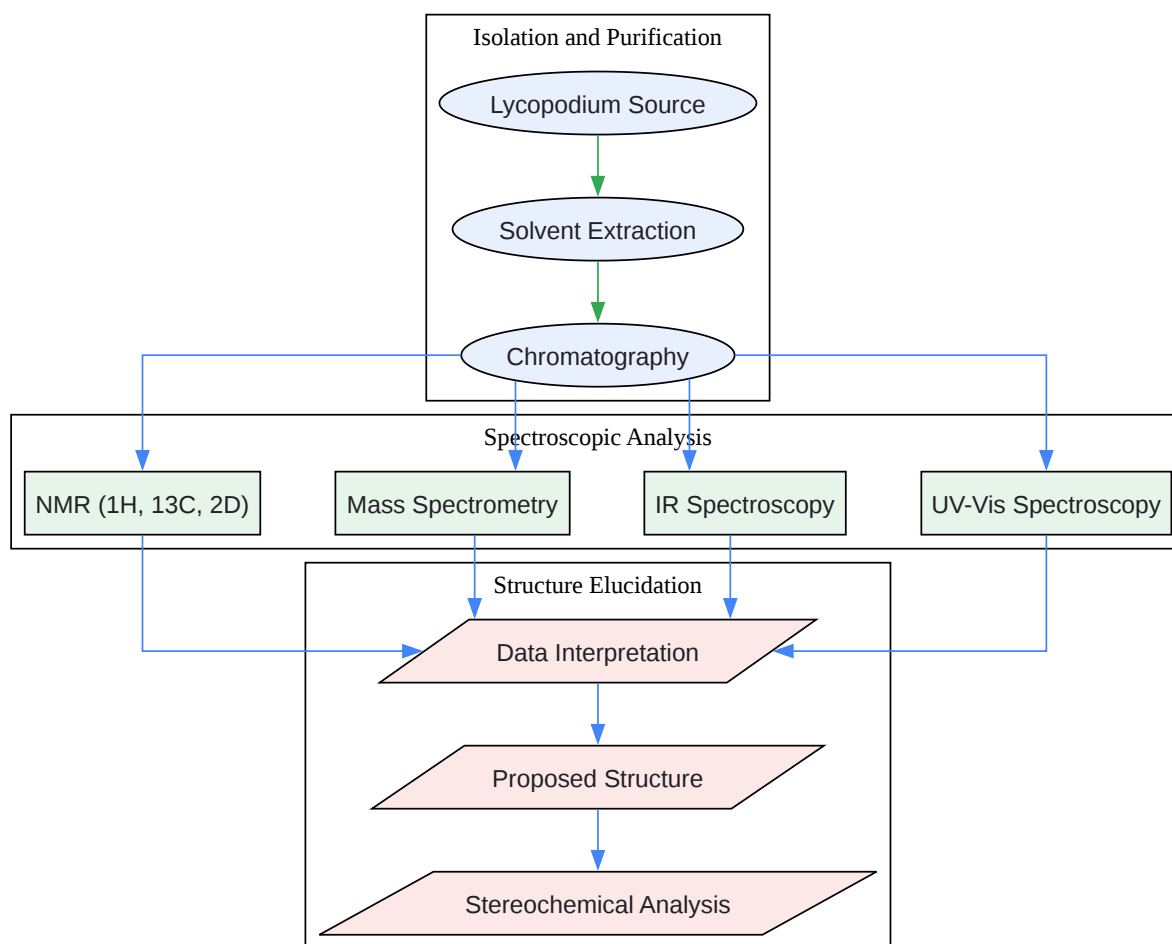 Isolation and Purification
Lycopodium Source
Solvent Extraction
Chromatography
Spectroscopic Analysis
NMR (1H, 13C, 2D)
Mass Spectrometry
IR Spectroscopy
UV-Vis Spectroscopy
Structure Elucidation
Data Interpretation
Proposed Structure
Stereochemical Analysis